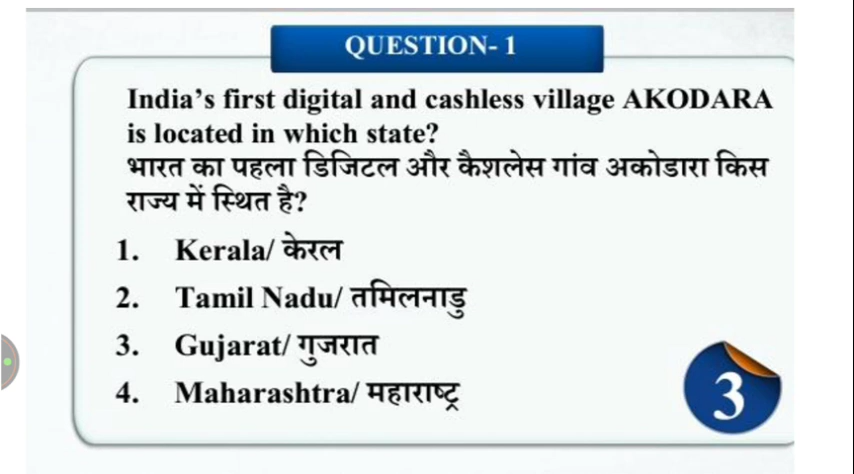 QUESTION- 1
India's first digital and cashless village AKODARA
is located in which state?
भारत का पहला डिजिटल और कैशलेस गांव अकोडारा किस
राज्य में स्थित है?
1. Kerala/ केरल
2. Tamil Nadu/ तमिलनाडु
3. Gujarat/ गुजरात
4. Maharashtra/ महाराष्ट्र
3